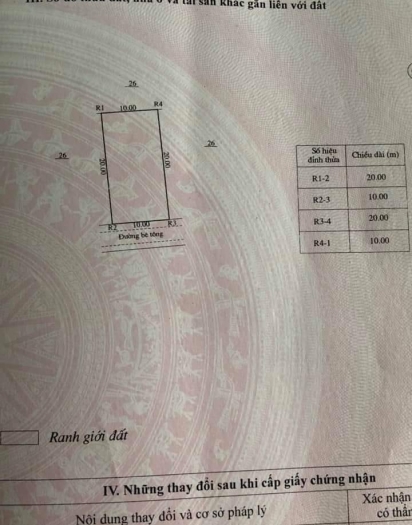 thửa đất, nhà ở và tài sản khác gắn liền với đất
26
R1 10.00 R4
26
26
20.00
20.00
R2 10.00 R3
Đường bê tông
Số hiệu đỉnh thửa Chiều dài (m)
R1-2 20.00
R2-3 10.00
R3-4 20.00
R4-1 10.00
Ranh giới đất
IV. Những thay đổi sau khi cấp giấy chứng nhận
Nội dung thay đổi và cơ sở pháp lý
Xác nhận
có thẩm